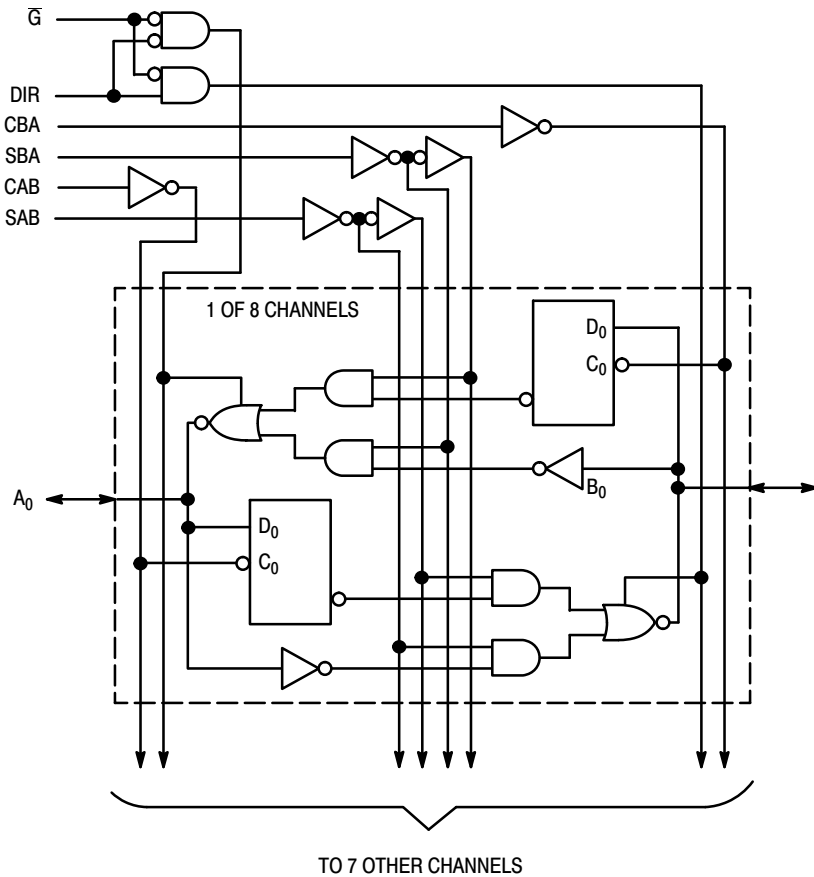 G̅
DIR
CBA
SBA
CAB
SAB
1 OF 8 CHANNELS
D₀
C₀
B₀
A₀
D₀
C₀
TO 7 OTHER CHANNELS